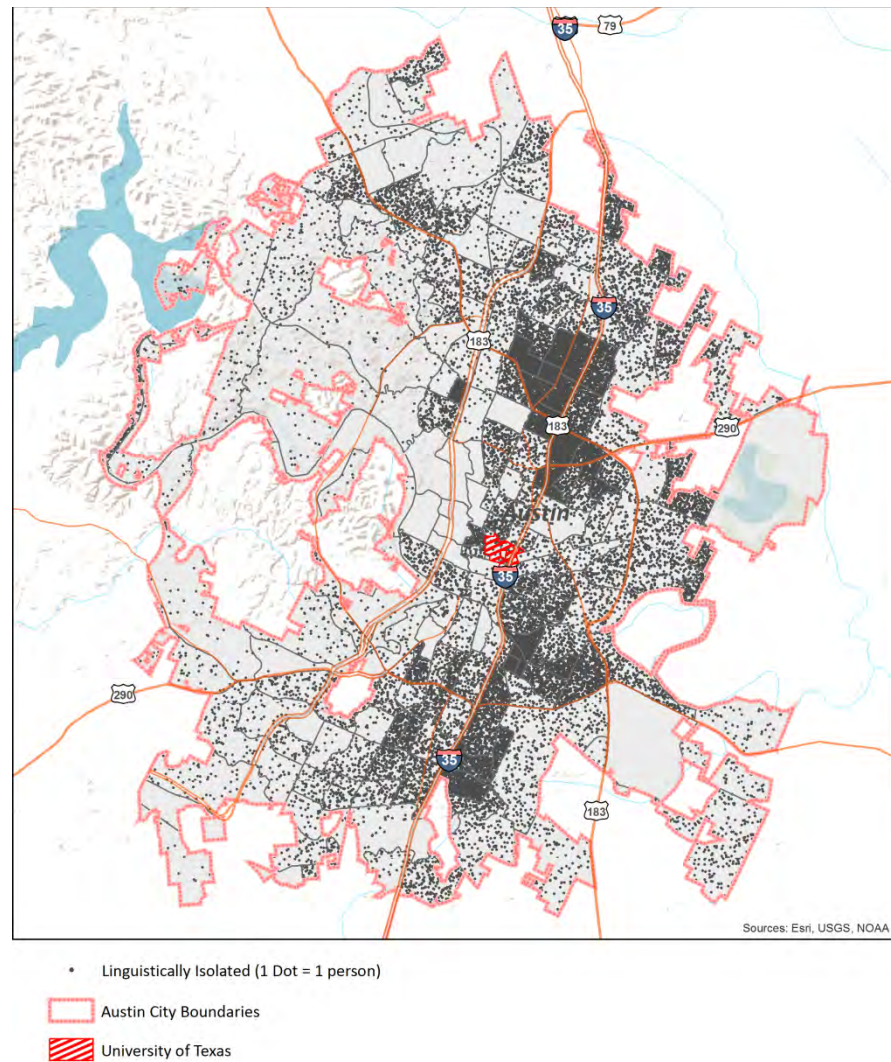 35
79
35
183
183
290
Austin
35
290
35
183
Sources: Esri, USGS, NOAA
Linguistically Isolated (1 Dot = 1 person)
Austin City Boundaries
University of Texas